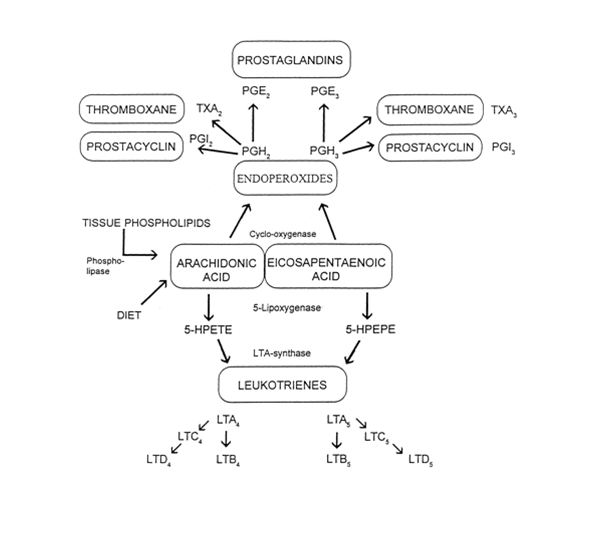 PROSTAGLANDINS
PGE2 PGE3
THROMBOXANE TXA2 THROMBOXANE TXA3
PROSTACYCLIN PGI2 PROSTACYCLIN PGI3
PGH2 PGH3
ENDOPEROXIDES
TISSUE PHOSPHOLIPIDS
Cyclo-oxygenase
Phospho-
lipase
ARACHIDONIC
ACID
EICOSAPENTAENOIC
ACID
DIET
5-Lipoxygenase
5-HPETE 5-HPEPE
LTA-synthase
LEUKOTRIENES
LTA4 LTA5
LTC4 LTC5
LTD4 LTB4 LTB5 LTD5